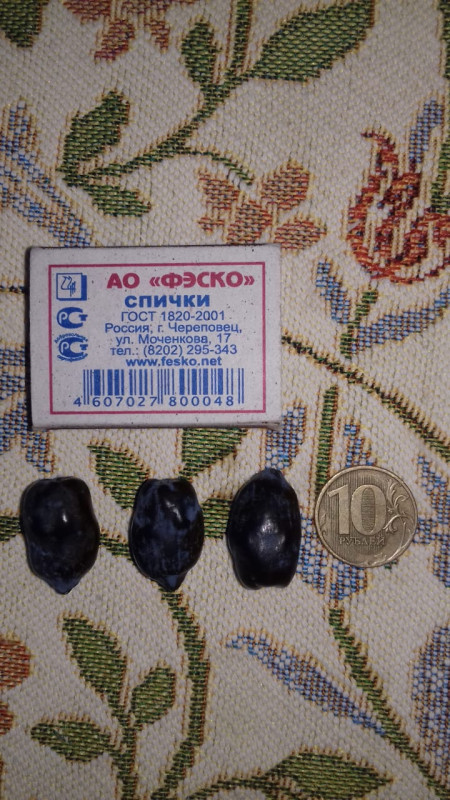 АО «ФЭСКО»
СПИЧКИ
ГОСТ 1820-2001
Россия, г. Череповец,
ул. Моченкова, 17
тел.: (8202) 295-343
www.fesko.net
4 607027 800048
10
РУБЛЕЙ